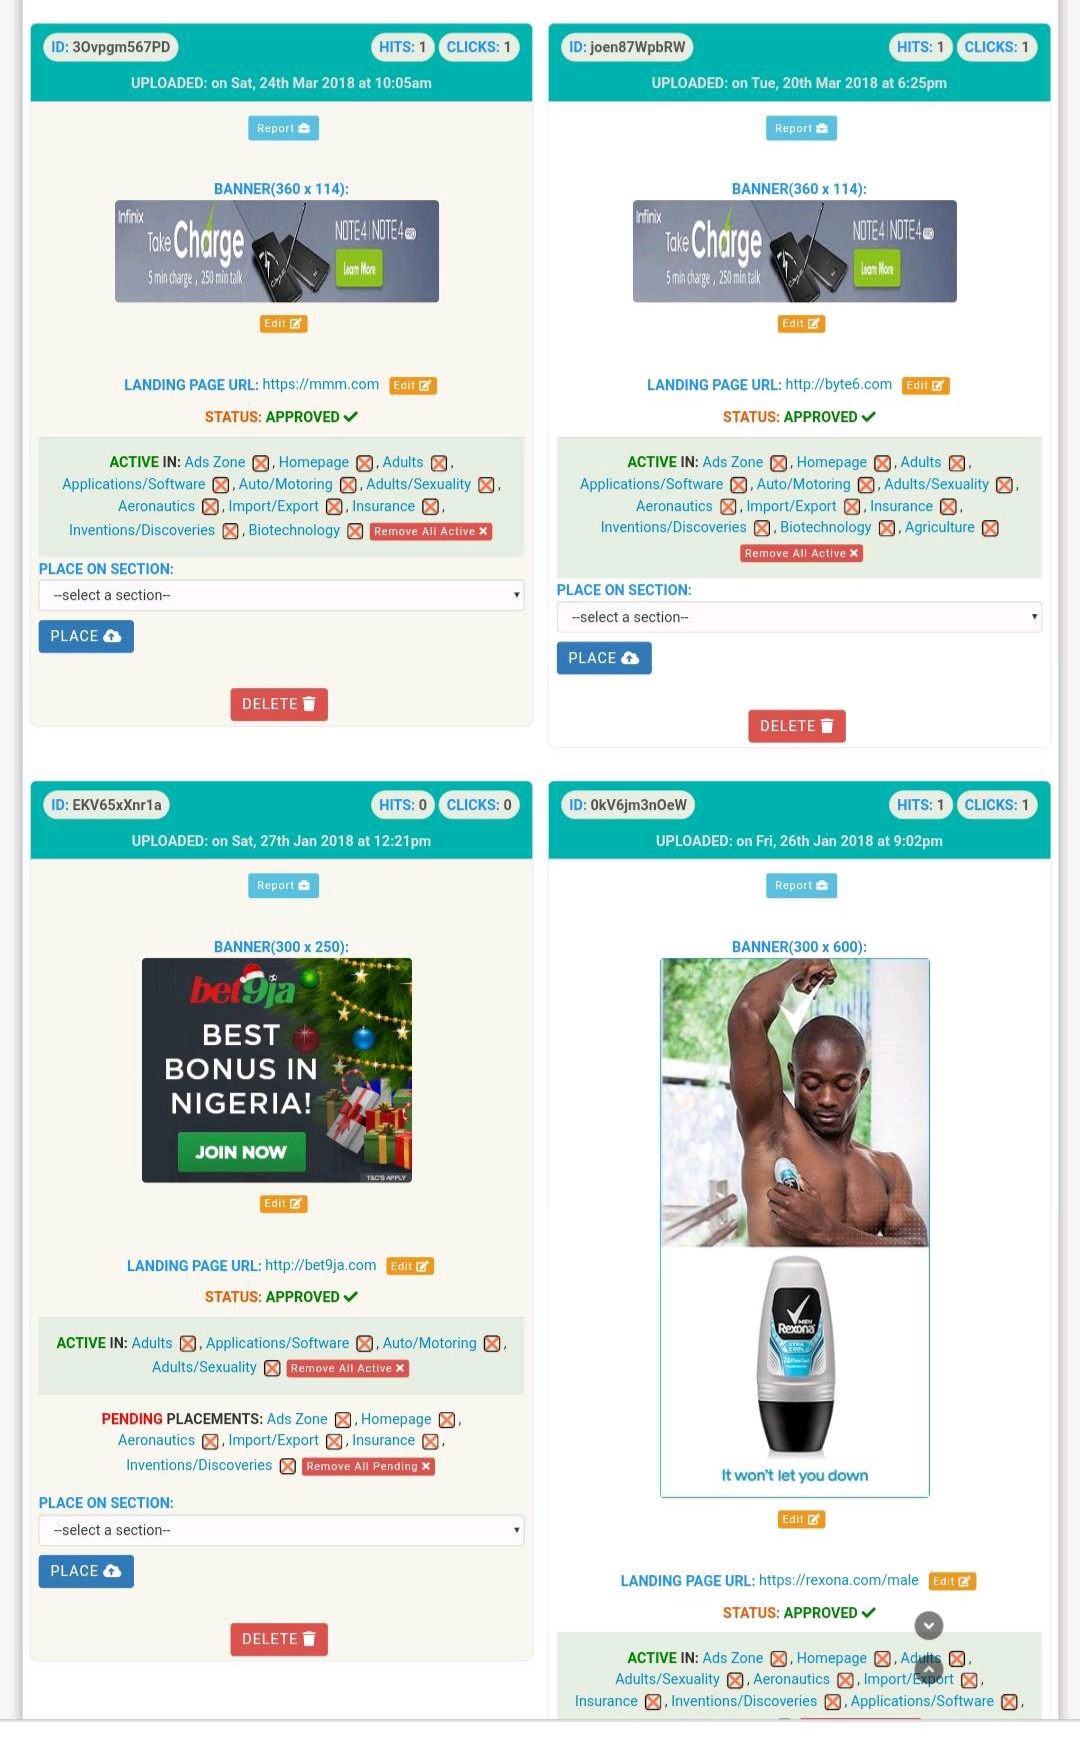 ID: 3Ovpgm567PD HITS: 1 CLICKS: 1
UPLOADED: on Sat, 24th Mar 2018 at 10:05am
Report
BANNER(360 x 114):
Infinix
Take Charge
5 min charge , 250 min talk
NOTE4 | NOTE4
Learn More
Edit
LANDING PAGE URL: https://mmm.com Edit
STATUS: APPROVED
ACTIVE IN: Ads Zone , Homepage , Adults ,
Applications/Software , Auto/Motoring , Adults/Sexuality ,
Aeronautics , Import/Export , Insurance ,
Inventions/Discoveries , Biotechnology Remove All Active
PLACE ON SECTION:
--select a section--
PLACE
DELETE
ID: joen87WpbRW HITS: 1 CLICKS: 1
UPLOADED: on Tue, 20th Mar 2018 at 6:25pm
Report
BANNER(360 x 114):
Infinix
Take Charge
5 min charge , 250 min talk
NOTE4 | NOTE4
Learn More
Edit
LANDING PAGE URL: http://byte6.com Edit
STATUS: APPROVED
ACTIVE IN: Ads Zone , Homepage , Adults ,
Applications/Software , Auto/Motoring , Adults/Sexuality ,
Aeronautics , Import/Export , Insurance ,
Inventions/Discoveries , Biotechnology , Agriculture
Remove All Active
PLACE ON SECTION:
--select a section--
PLACE
DELETE
ID: EKV65xXnr1a HITS: 0 CLICKS: 0
UPLOADED: on Sat, 27th Jan 2018 at 12:21pm
Report
BANNER(300 x 250):
bet9ja
BEST
BONUS IN
NIGERIA!
JOIN NOW
T&C'S APPLY
Edit
LANDING PAGE URL: http://bet9ja.com Edit
STATUS: APPROVED
ACTIVE IN: Adults , Applications/Software , Auto/Motoring ,
Adults/Sexuality Remove All Active
PENDING PLACEMENTS: Ads Zone , Homepage ,
Aeronautics , Import/Export , Insurance ,
Inventions/Discoveries Remove All Pending
PLACE ON SECTION:
--select a section--
PLACE
DELETE
ID: 0kV6jm3nOeW HITS: 1 CLICKS: 1
UPLOADED: on Fri, 26th Jan 2018 at 9:02pm
Report
BANNER(300 x 600):
MEN
Rexona
It won't let you down
Edit
LANDING PAGE URL: https://rexona.com/male Edit
STATUS: APPROVED
ACTIVE IN: Ads Zone , Homepage , Adults ,
Adults/Sexuality , Aeronautics , Import/Export ,
Insurance , Inventions/Discoveries , Applications/Software ,